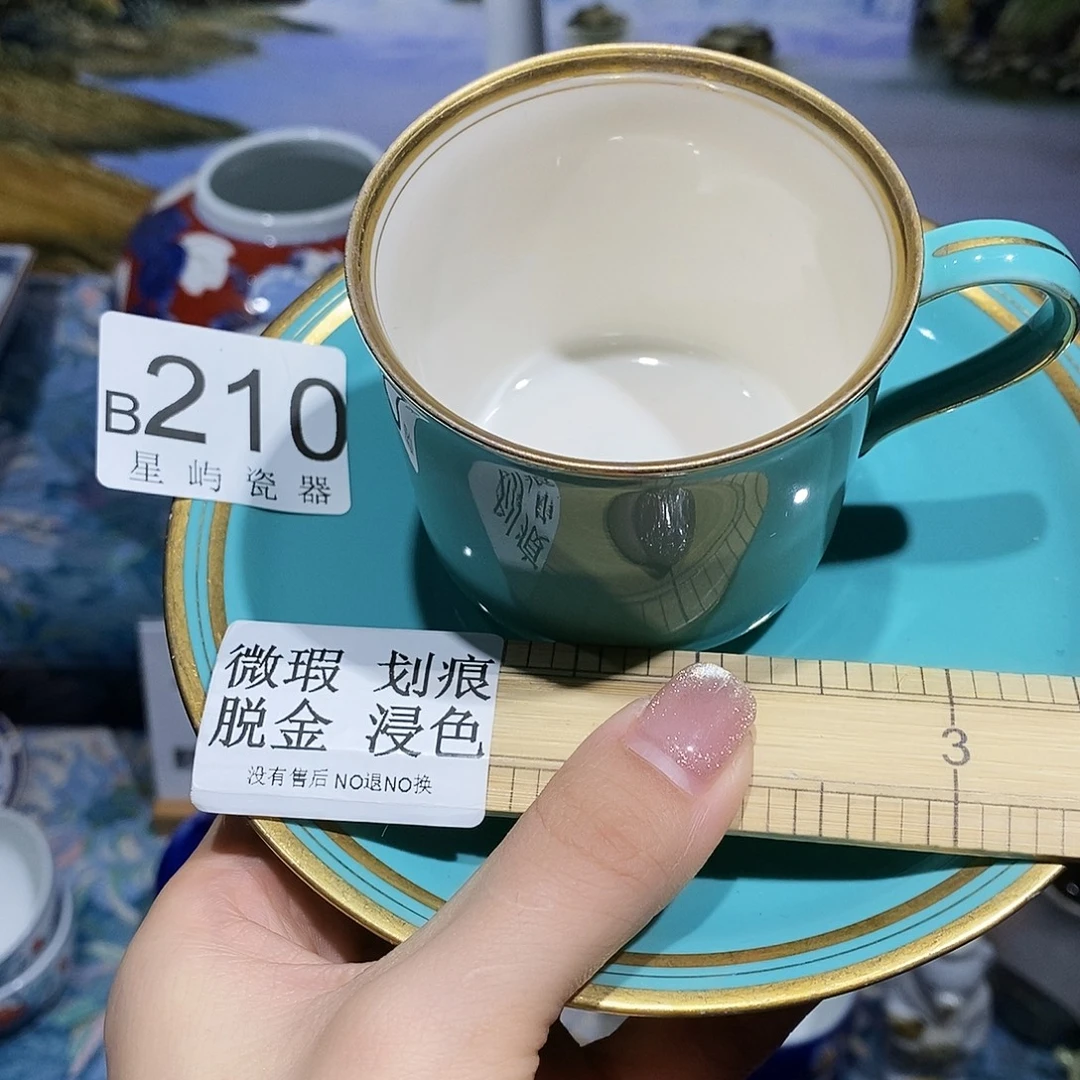 B210
星屿瓷器
微瑕 划痕
脱金 浸色
没有售后 NO退NO换
3